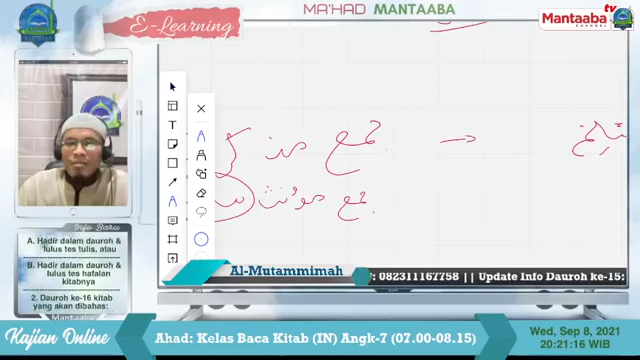 E-Learning
MA'HAD MANTAABA
Mantaaba tv
Info Baru
A. Hadir dalam dauroh &
lulus tes tulis, atau
B. Hadir dalam dauroh &
lulus tes hafalan
kitabnya
2. Dauroh ke-16 kitab
yang akan dibahas:
جمع مذكر
جمع مؤنث
Al-Mutammimah
: 082311167758 || Update Info Dauroh ke-15:
Kajian Online
Ahad: Kelas Baca Kitab (IN) Angk-7 (07.00-08.15)
Wed, Sep 8, 2021
20:21:16 WIB